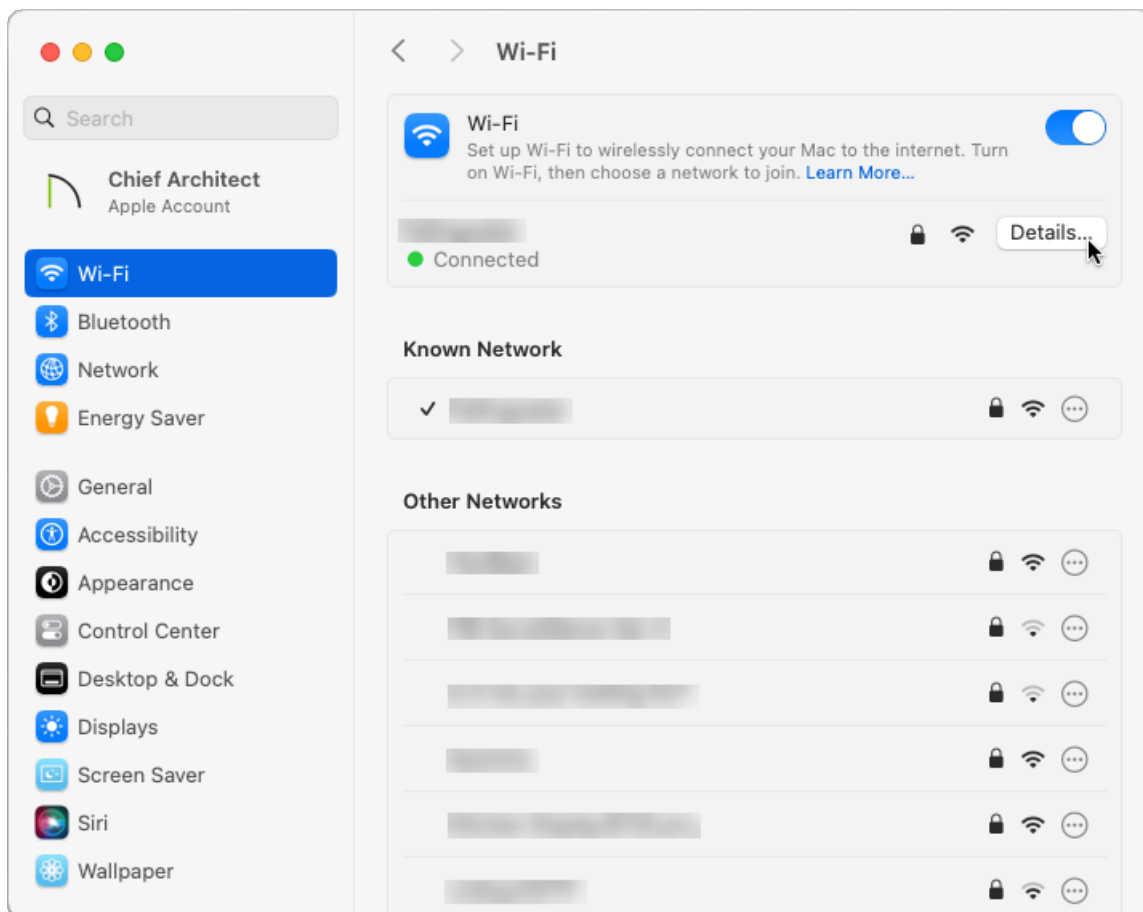 Search
Chief Architect
Apple Account
Wi-Fi
Bluetooth
Network
Energy Saver
General
Accessibility
Appearance
Control Center
Desktop & Dock
Displays
Screen Saver
Siri
Wallpaper
Wi-Fi
Wi-Fi
Set up Wi-Fi to wirelessly connect your Mac to the internet. Turn
on Wi-Fi, then choose a network to join. Learn More...
Details...
Connected
Known Network
Other Networks